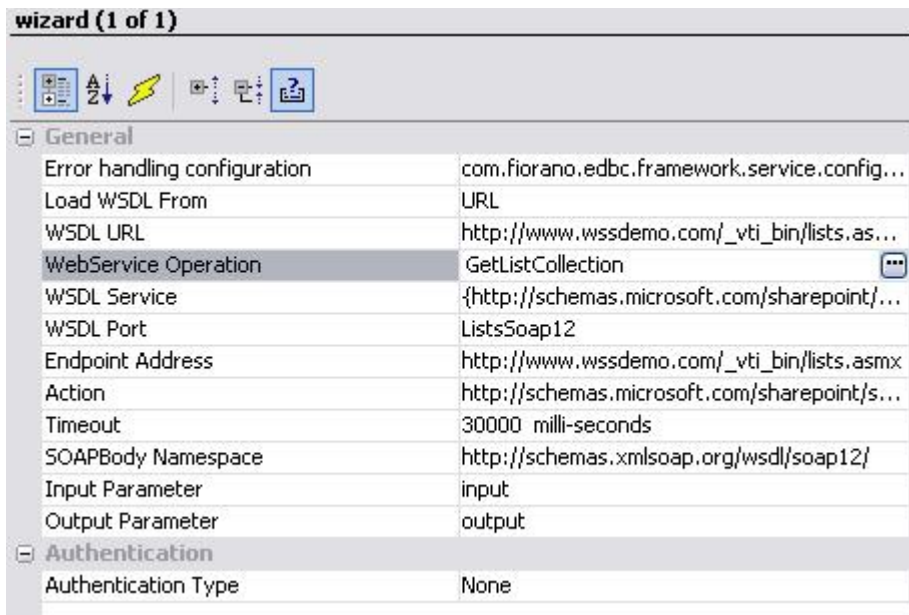 wizard (1 of 1)
General
Error handling configuration com.fiorano.edbc.framework.service.config...
Load WSDL From URL
WSDL URL http://www.wssdemo.com/_vti_bin/lists.as...
WebService Operation GetListCollection
WSDL Service {http://schemas.microsoft.com/sharepoint/...
WSDL Port ListsSoap12
Endpoint Address http://www.wssdemo.com/_vti_bin/lists.asmx
Action http://schemas.microsoft.com/sharepoint/s...
Timeout 30000 milli-seconds
SOAPBody Namespace http://schemas.xmlsoap.org/wsdl/soap12/
Input Parameter input
Output Parameter output
Authentication
Authentication Type None